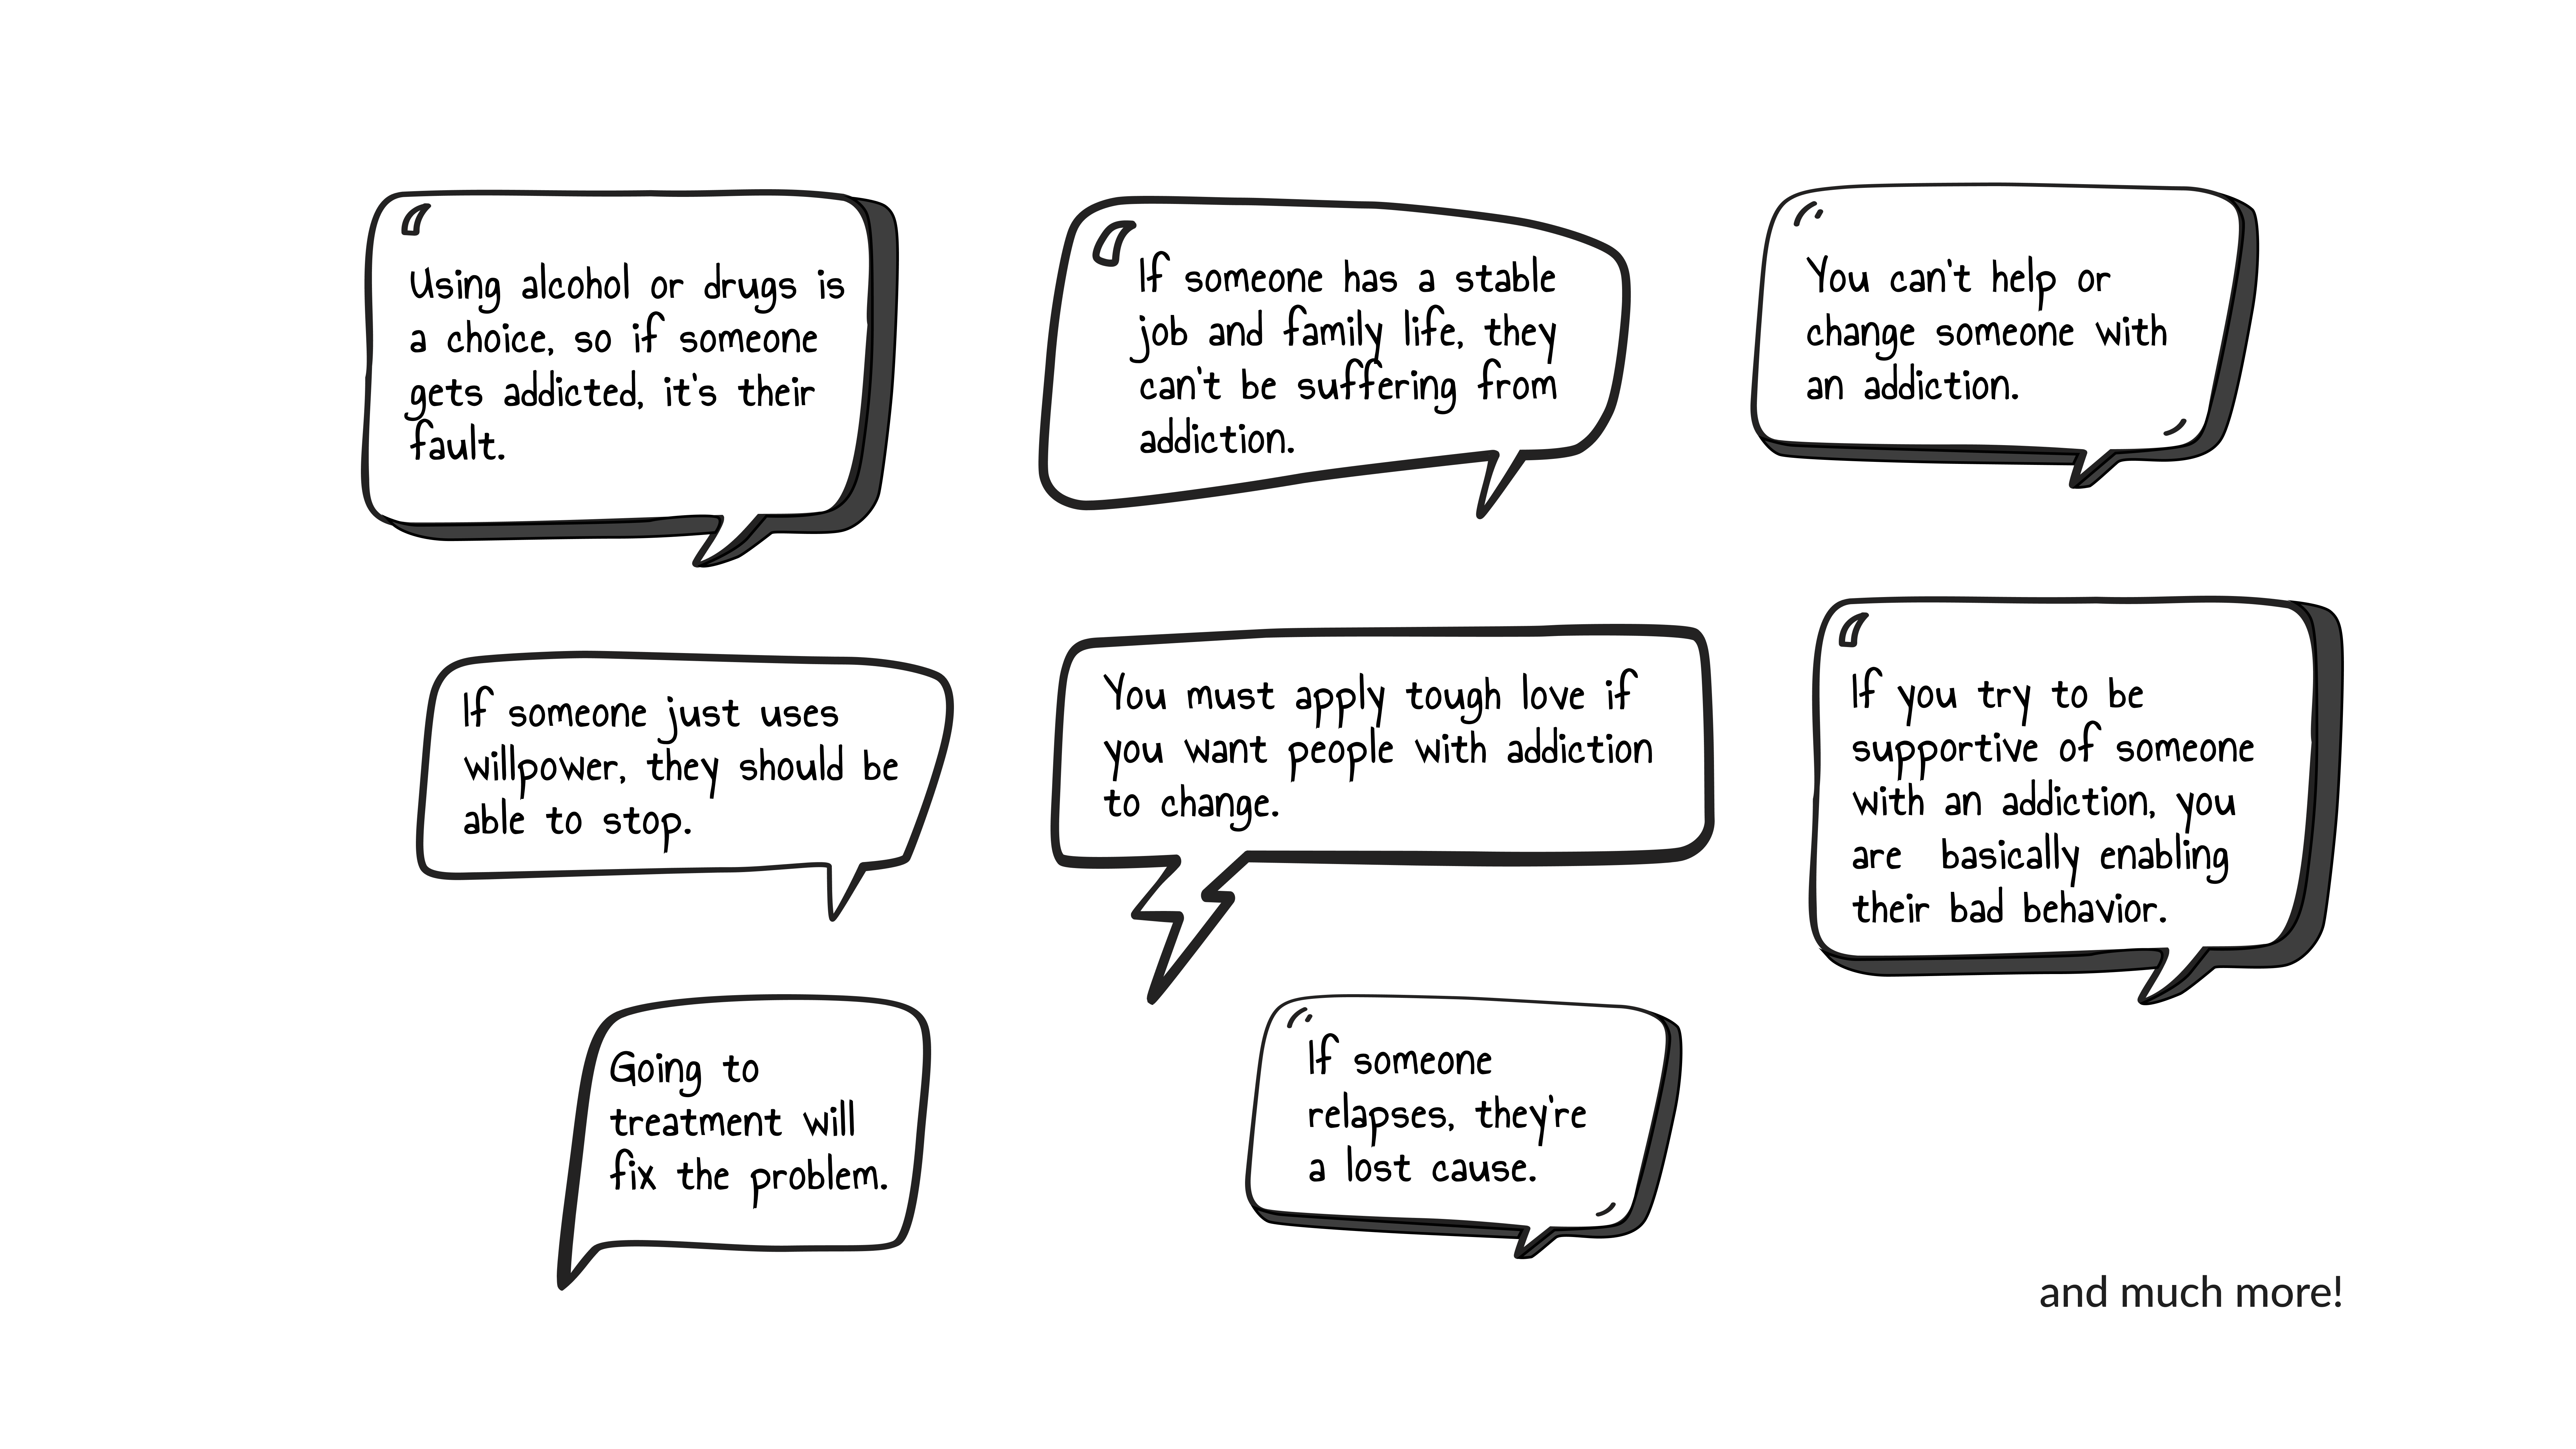 Using alcohol or drugs is
a choice, so if someone
gets addicted, it's their
fault.
If someone has a stable
job and family life, they
can't be suffering from
addiction.
You can't help or
change someone with
an addiction.
If someone just uses
willpower, they should be
able to stop.
You must apply tough love if
you want people with addiction
to change.
If you try to be
supportive of someone
with an addiction, you
are basically enabling
their bad behavior.
Going to
treatment will
fix the problem.
If someone
relapses, they're
a lost cause.
and much more!